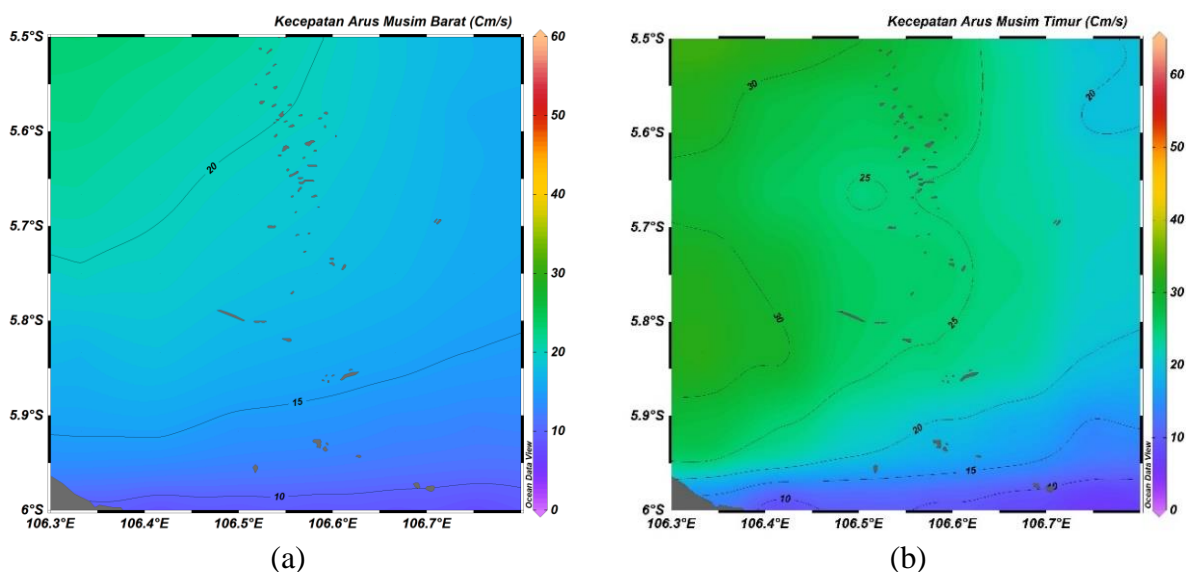 Kecepatan Arus Musim Barat (Cm/s)
5.5°S
5.6°S
5.7°S
5.8°S
5.9°S
6°S
106.3°E 106.4°E 106.5°E 106.6°E 106.7°E
20
15
10
60
50
40
30
20
10
0
Ocean Data View
(a)
Kecepatan Arus Musim Timur (Cm/s)
5.5°S
5.6°S
5.7°S
5.8°S
5.9°S
6°S
106.3°E 106.4°E 106.5°E 106.6°E 106.7°E
30
20
25
30
25
20
15
10
10
60
50
40
30
20
10
0
Ocean Data View
(b)